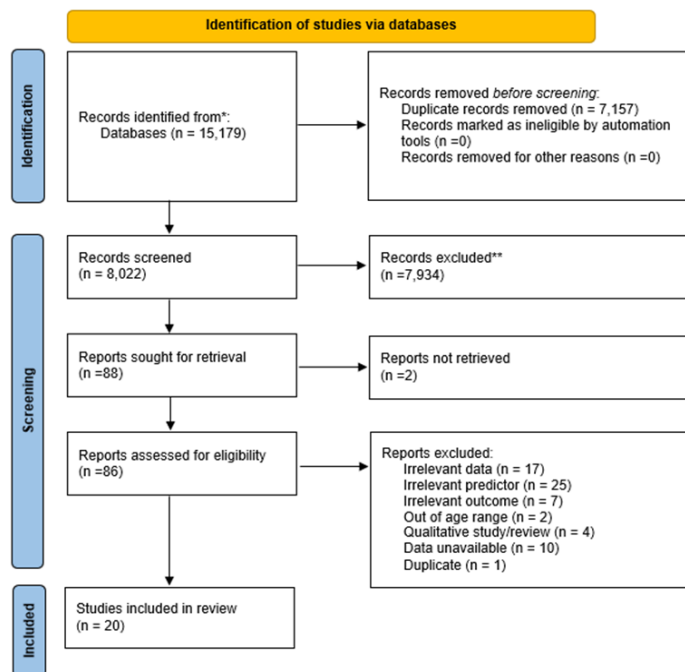 Identification of studies via databases
Identification
Records identified from*:
Databases (n = 15,179)
Records removed before screening:
Duplicate records removed (n = 7,157)
Records marked as ineligible by automation
tools (n =0)
Records removed for other reasons (n =0)
Screening
Records screened
(n = 8,022)
Records excluded**
(n =7,934)
Reports sought for retrieval
(n =88)
Reports not retrieved
(n =2)
Reports assessed for eligibility
(n =86)
Reports excluded:
Irrelevant data (n = 17)
Irrelevant predictor (n = 25)
Irrelevant outcome (n = 7)
Out of age range (n = 2)
Qualitative study/review (n = 4)
Data unavailable (n = 10)
Duplicate (n = 1)
Included
Studies included in review
(n = 20)